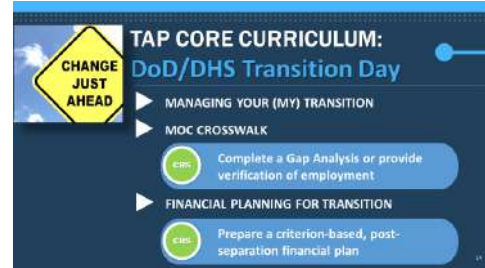 CHANGE
JUST
AHEAD
TAP CORE CURRICULUM:
DoD/DHS Transition Day
MANAGING YOUR (MY) TRANSITION
MOC CROSSWALK
CRS
Complete a Gap Analysis or provide
verification of employment
FINANCIAL PLANNING FOR TRANSITION
CRS
Prepare a criterion-based, post-
separation financial plan